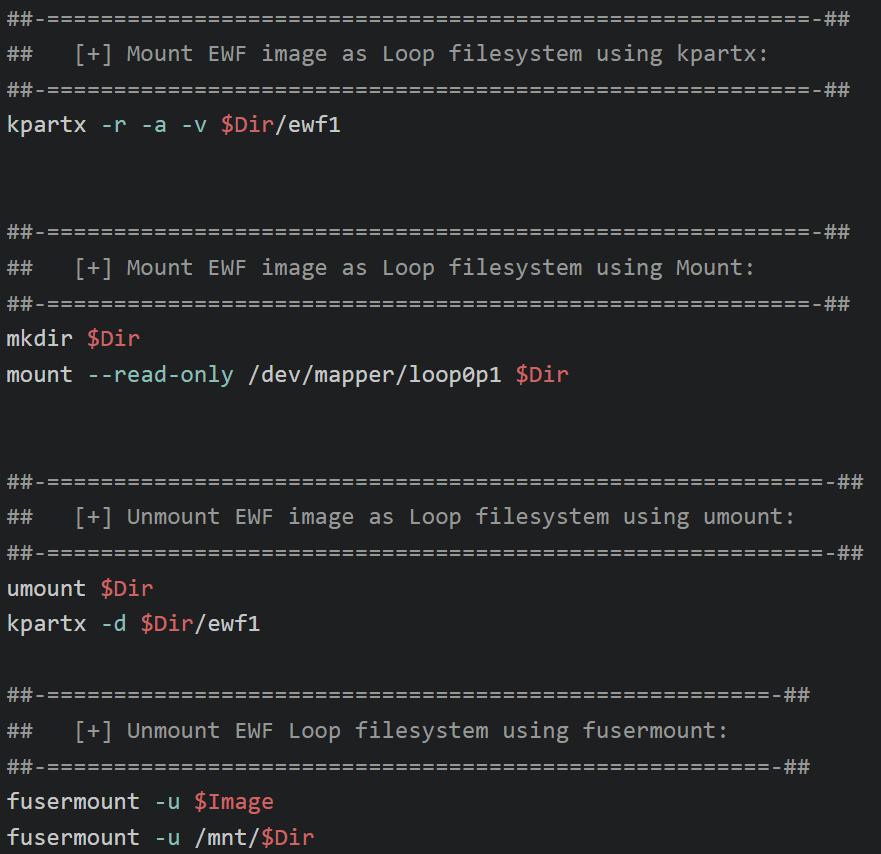 ##-=========================================================-##
##   [+] Mount EWF image as Loop filesystem using kpartx:
##-=========================================================-##
kpartx -r -a -v $Dir/ewf1
##-=========================================================-##
##   [+] Mount EWF image as Loop filesystem using Mount:
##-=========================================================-##
mkdir $Dir
mount --read-only /dev/mapper/loop0p1 $Dir
##-==========================================================-##
##   [+] Unmount EWF image as Loop filesystem using umount:
##-==========================================================-##
umount $Dir
kpartx -d $Dir/ewf1
##-======================================================-##
##   [+] Unmount EWF Loop filesystem using fusermount:
##-======================================================-##
fusermount -u $Image
fusermount -u /mnt/$Dir